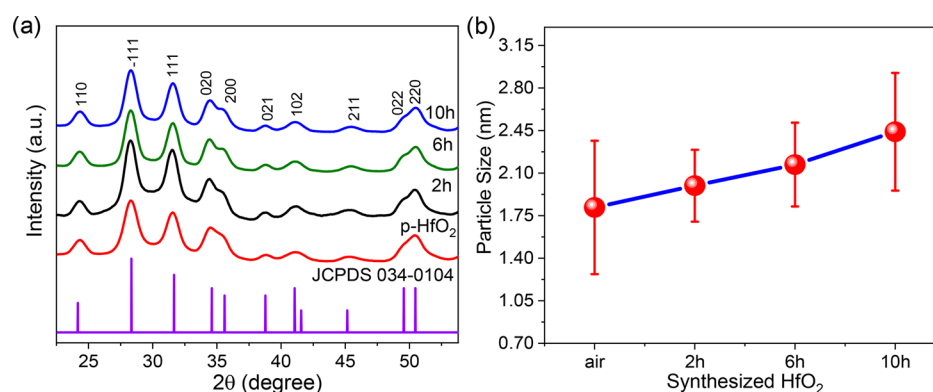 (a)
Intensity (a.u.)
110
-111
111
020
200
021
102
211
022
220
10h
6h
2h
p-HfO₂
JCPDS 034-0104
25 30 35 40 45 50
2θ (degree)
(b)
Particle Size (nm)
3.15
2.80
2.45
2.10
1.75
1.40
1.05
0.70
air 2h 6h 10h
Synthesized HfO₂